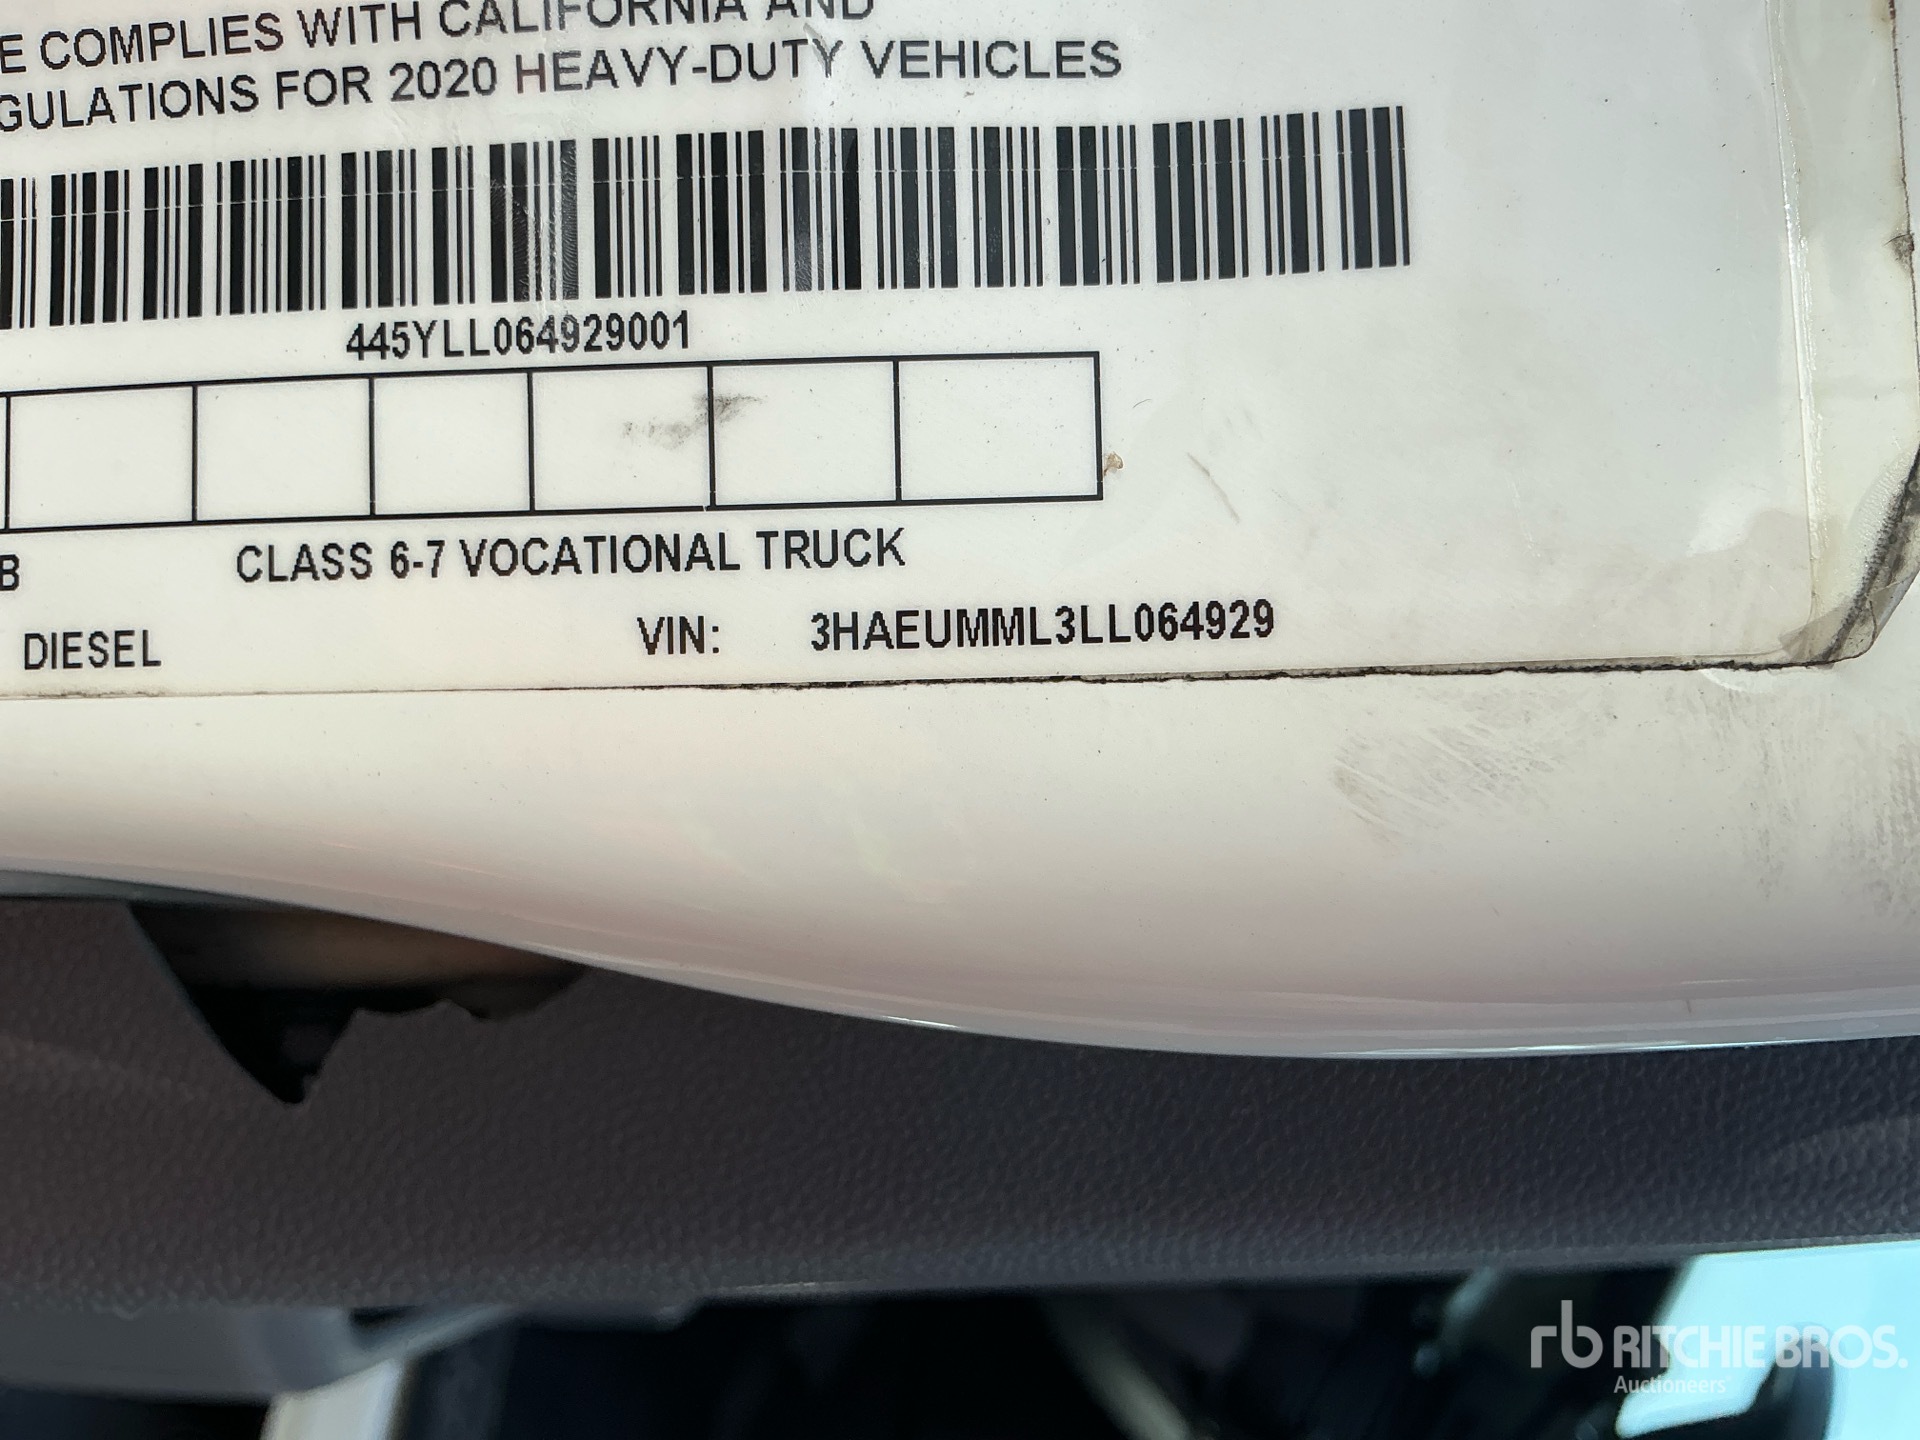 E COMPLIES WITH CALIFORNIA AND
GULATIONS FOR 2020 HEAVY-DUTY VEHICLES
445YLL064929001
B CLASS 6-7 VOCATIONAL TRUCK
DIESEL VIN: 3HAEUMML3LL064929
rb RITCHIE BROS.
Auctioneers